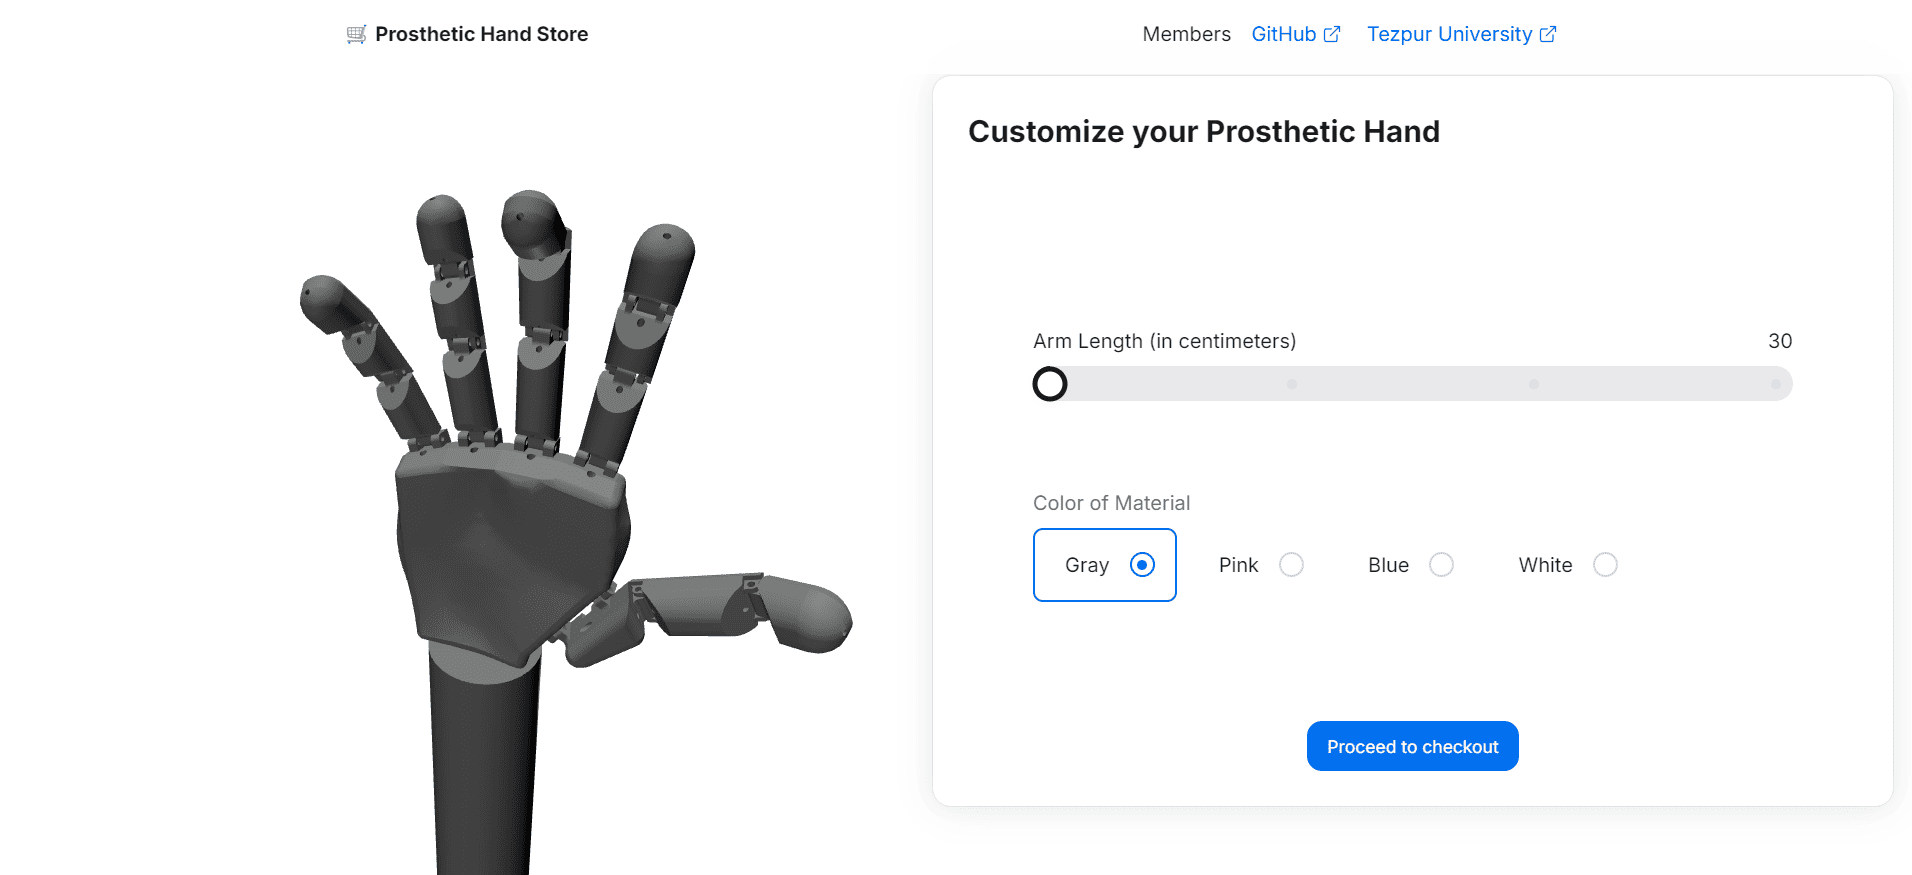 Prosthetic Hand Store
Members GitHub Tezpur University
Customize your Prosthetic Hand
Arm Length (in centimeters) 30
Color of Material
Gray Pink Blue White
Proceed to checkout